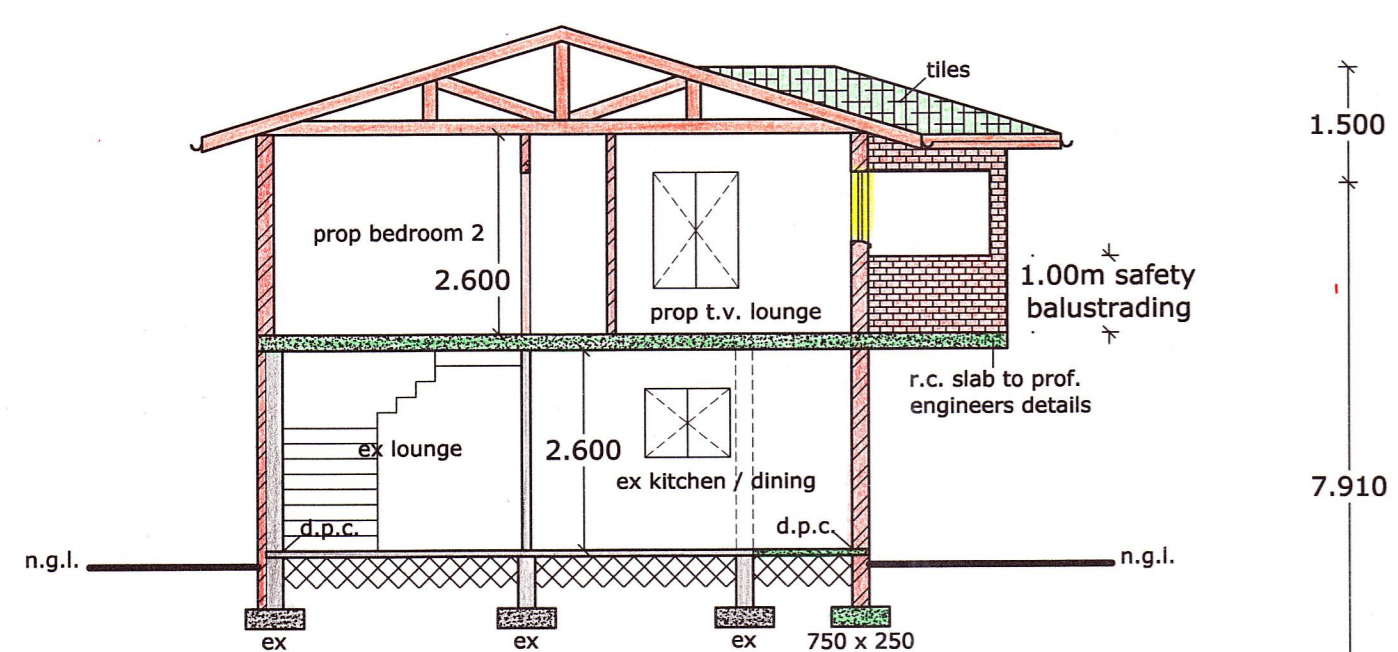 tiles
1.500
prop bedroom 2
2.600
prop t.v. lounge
1.00m safety
balustrading
r.c. slab to prof.
engineers details
ex lounge
2.600
ex kitchen / dining
7.910
d.p.c.
d.p.c.
n.g.l.
n.g.l.
ex
ex
ex
750 x 250